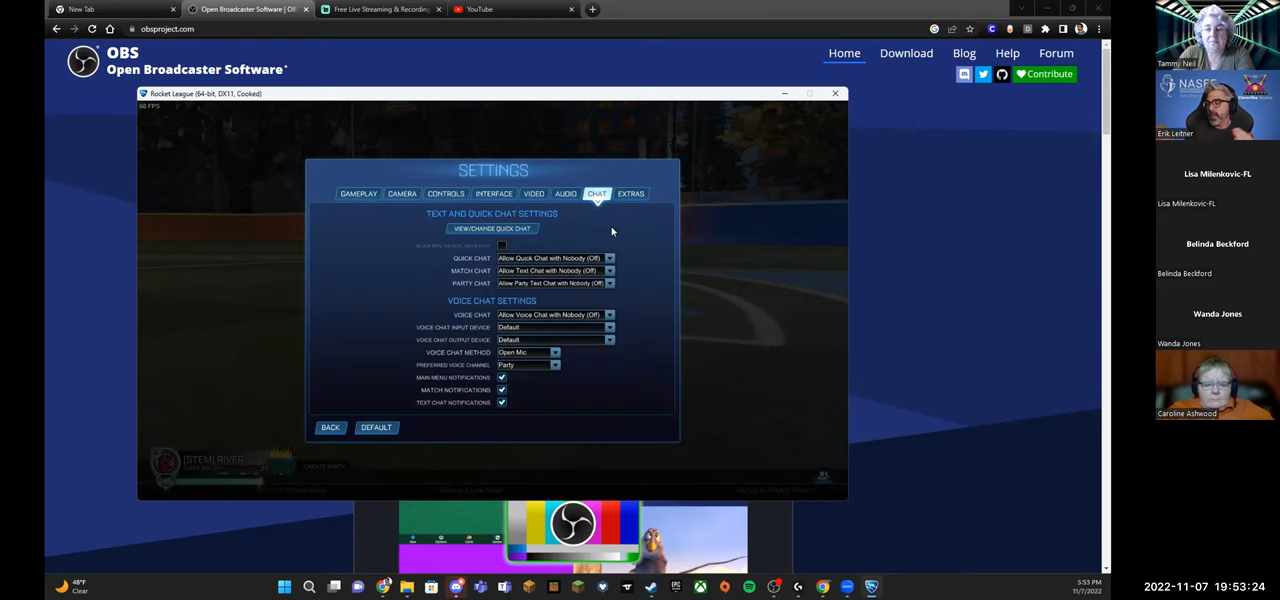 New Tab
Open Broadcaster Software | OB
Free Live Streaming & Recording
YouTube
obsproject.com
OBS
Open Broadcaster Software
Home
Download
Blog
Help
Forum
Contribute
Rocket League (64-bit, DX11, Cooked)
60 FPS
SETTINGS
GAMEPLAY
CAMERA
CONTROLS
INTERFACE
VIDEO
AUDIO
CHAT
EXTRAS
TEXT AND QUICK CHAT SETTINGS
VIEW/CHANGE QUICK CHAT
QUICK CHAT Allow Quick Chat with Nobody (Off)
MATCH CHAT Allow Text Chat with Nobody (Off)
PARTY CHAT Allow Party Text Chat with Nobody (Off)
VOICE CHAT SETTINGS
VOICE CHAT Allow Voice Chat with Nobody (Off)
VOICE CHAT INPUT DEVICE Default
VOICE CHAT OUTPUT DEVICE Default
VOICE CHAT METHOD Open Mic
PREFERRED VOICE CHANNEL Party
MAIN MENU NOTIFICATIONS
MATCH NOTIFICATIONS
TEXT CHAT NOTIFICATIONS
BACK
DEFAULT
[STEM] RIVER
CREATE PARTY
48°F
Clear
5:53 PM
11/7/2022
Tammy Neil
NASEF
Erik Leitner
Lisa Milenkovic-FL
Lisa Milenkovic-FL
Belinda Beckford
Belinda Beckford
Wanda Jones
Wanda Jones
Caroline Ashwood
2022-11-07 19:53:24